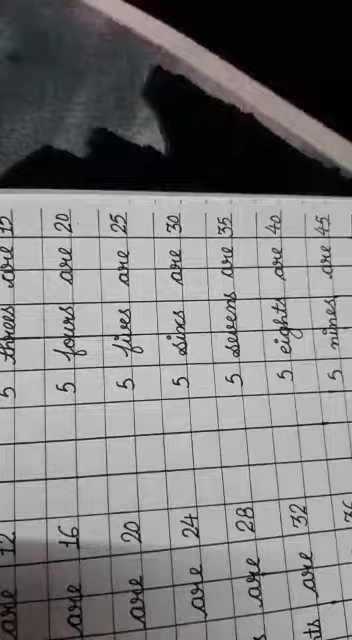 are 12
are 16
are 20
are 24
are 28
are 32
ts
36
5 threes are 15
5 fours are 20
5 fives are 25
5 sixs are 30
5 sevens are 35
5 eights are 40
5 nines are 45